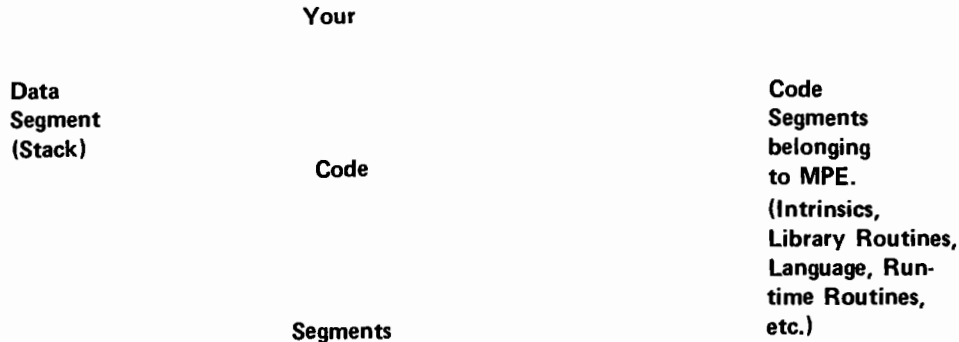 Your
Data
Segment
(Stack)
Code
Segments
Code
Segments
belonging
to MPE.
(Intrinsics,
Library Routines,
Language, Run-
time Routines,
etc.)